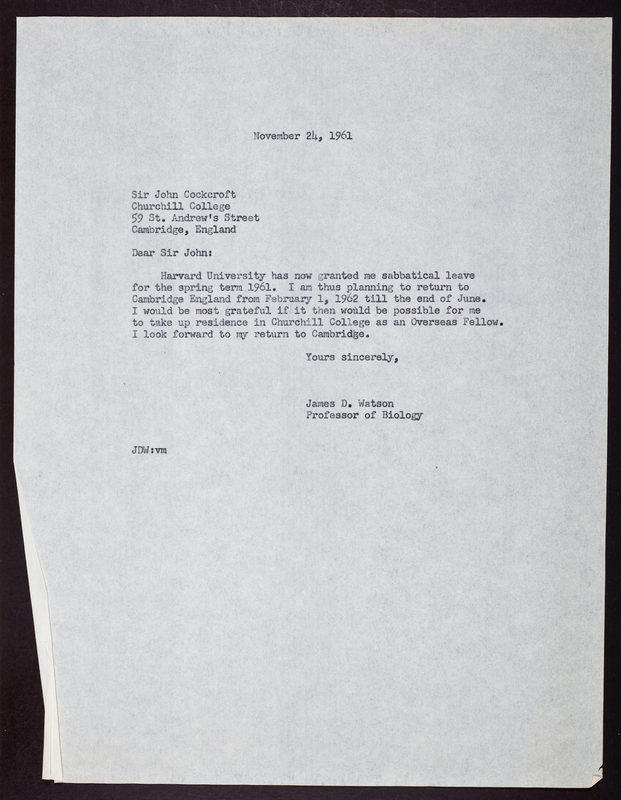 November 24, 1961
Sir John Cockcroft
Churchill College
59 St. Andrew's Street
Cambridge, England
Dear Sir John:
Harvard University has now granted me sabbatical leave
for the spring term 1961. I am thus planning to return to
Cambridge England from February 1, 1962 till the end of June.
I would be most grateful if it then would be possible for me
to take up residence in Churchill College as an Overseas Fellow.
I look forward to my return to Cambridge.
Yours sincerely,
James D. Watson
Professor of Biology
JDW:vm